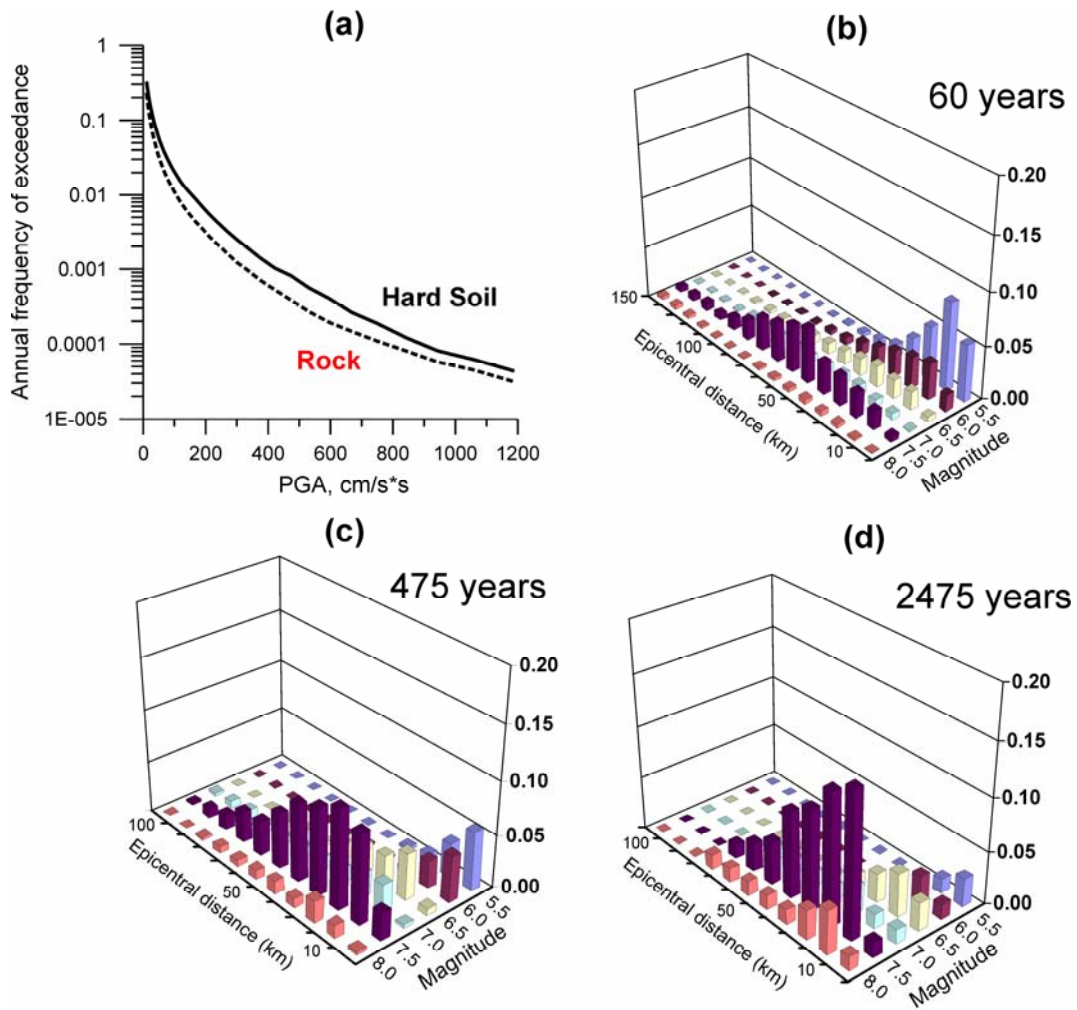 (a)
1
0.1
0.01
0.001
0.0001
1E-005
Annual frequency of exceedance
Hard Soil
Rock
0 200 400 600 800 1000 1200
PGA, cm/s*s
(b)
60 years
0.20
0.15
0.10
0.05
0.00
150
100
50
10
Epicentral distance (km)
5.5
6.0
6.5
7.0
7.5
8.0
Magnitude
(c)
475 years
0.20
0.15
0.10
0.05
0.00
100
50
10
Epicentral distance (km)
5.5
6.0
6.5
7.0
7.5
8.0
Magnitude
(d)
2475 years
0.20
0.15
0.10
0.05
0.00
100
50
10
Epicentral distance (km)
5.5
6.0
6.5
7.0
7.5
8.0
Magnitude